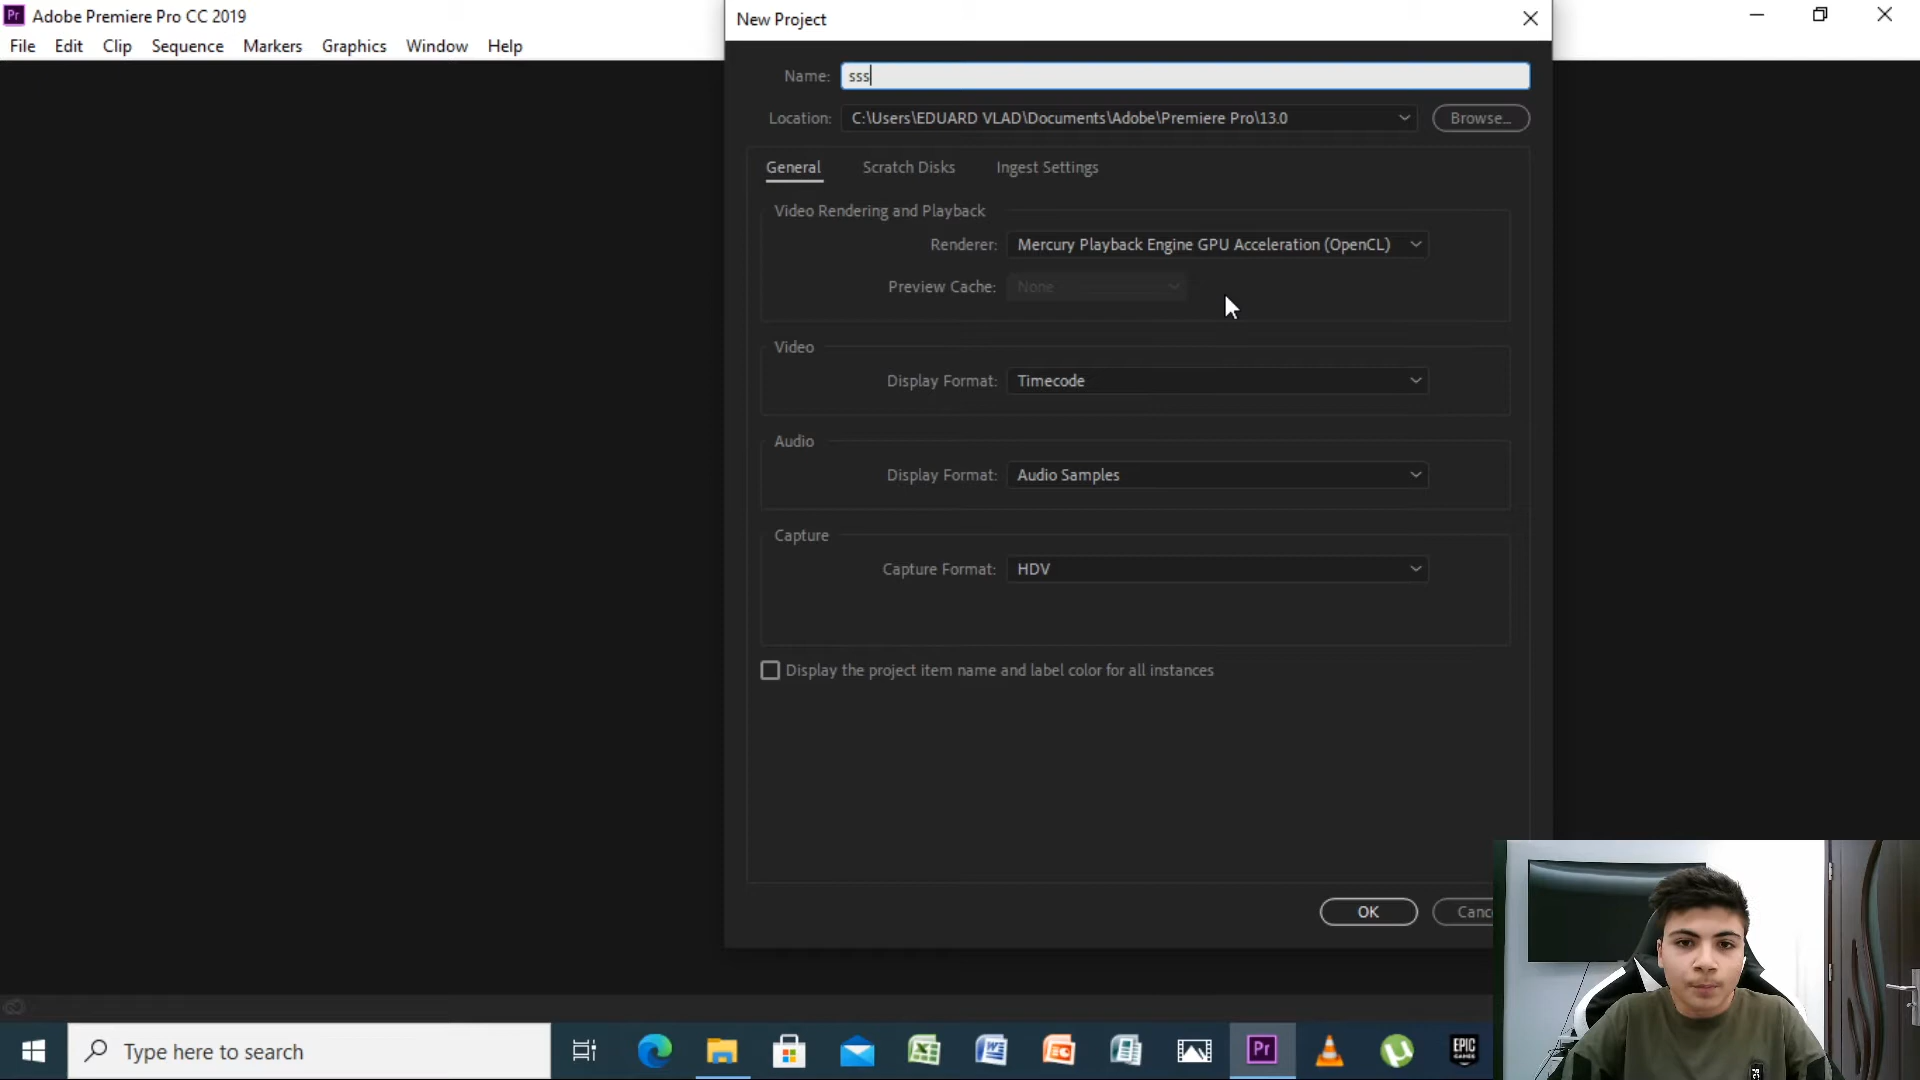 Pr Adobe Premiere Pro CC 2019
New Project
File Edit Clip Sequence Markers Graphics Window Help
Name: sss
Location: C:\Users\EDUARD VLAD\Documents\Adobe\Premiere Pro\13.0 Browse...
General Scratch Disks Ingest Settings
Video Rendering and Playback
Renderer: Mercury Playback Engine GPU Acceleration (OpenCL)
Preview Cache: None
Video
Display Format: Timecode
Audio
Display Format: Audio Samples
Capture
Capture Format: HDV
Display the project item name and label color for all instances
OK Canc
Type here to search
Pr
EPIC
GAMES